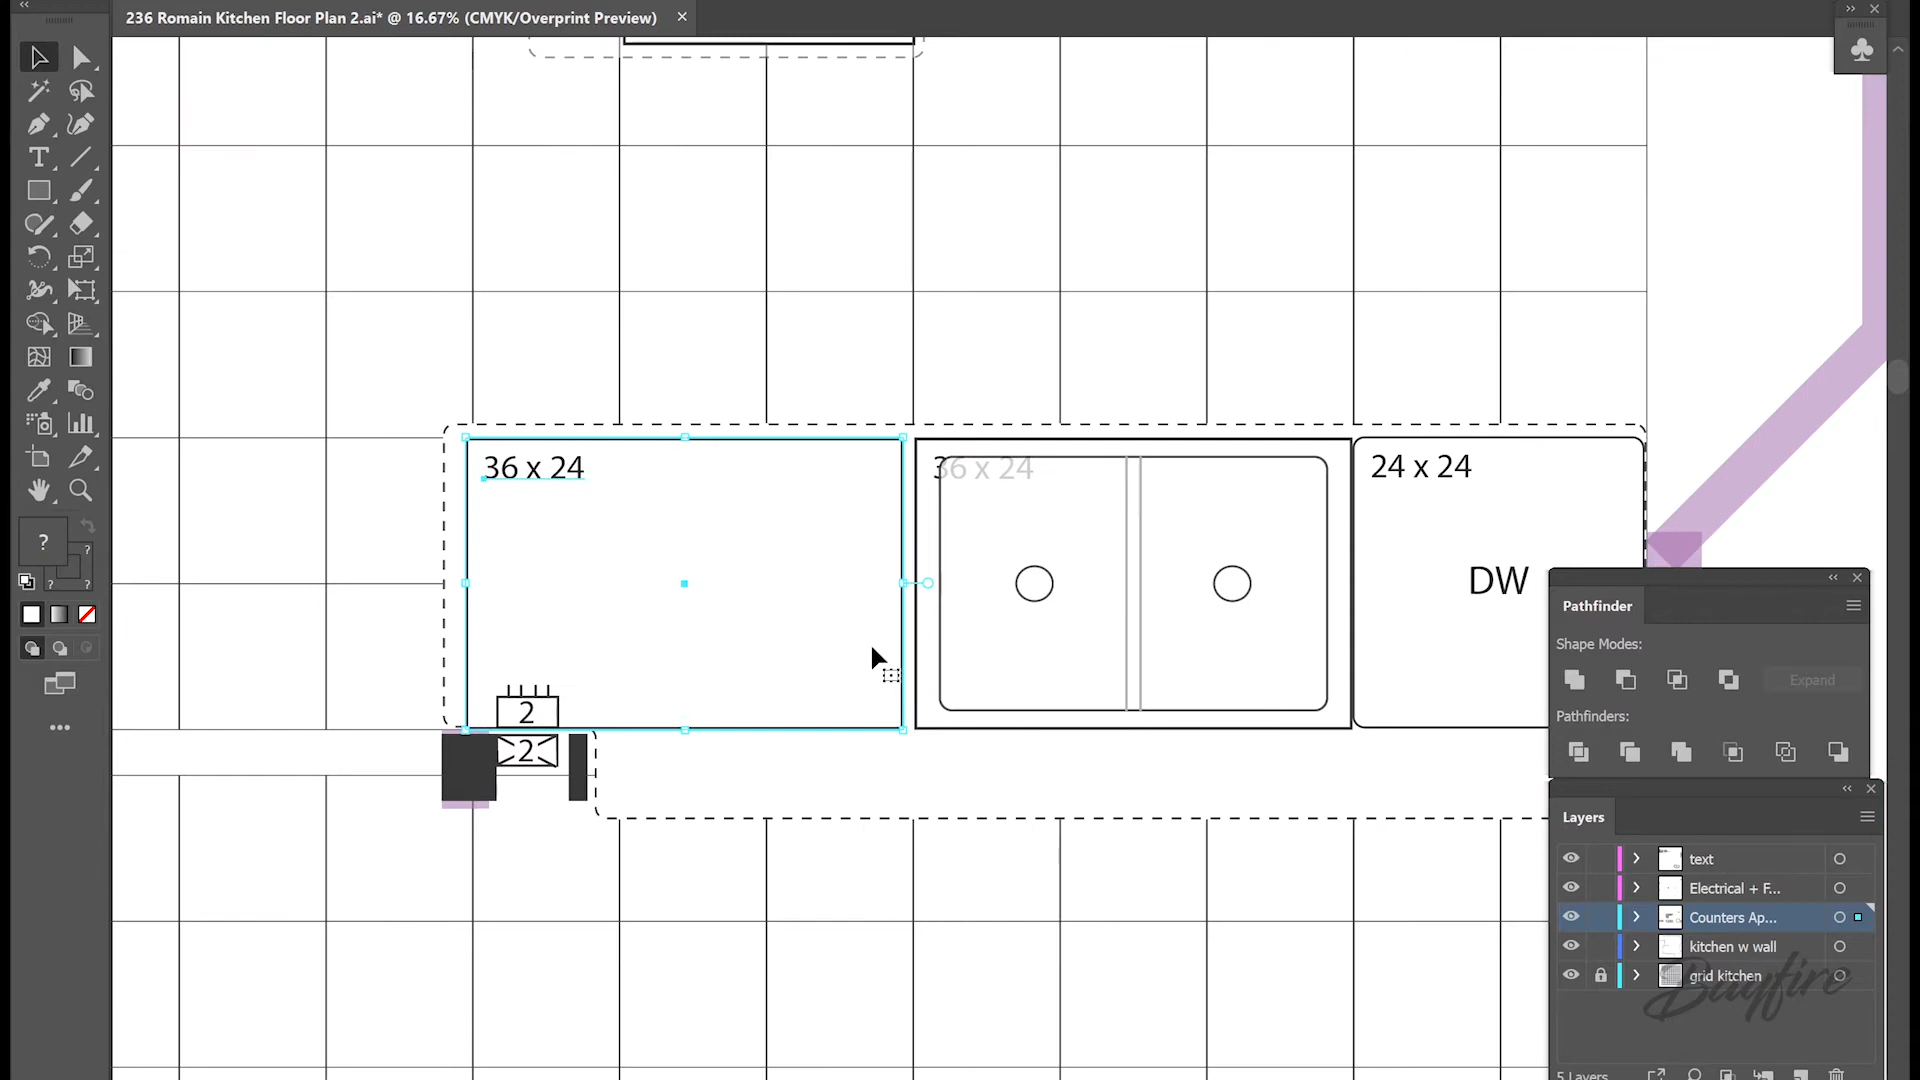 236 Romain Kitchen Floor Plan 2.ai* @ 16.67% (CMYK/Overprint Preview)
36 x 24
36 x 24
24 x 24
DW
2
2
?
?
?
?
Pathfinder
Shape Modes:
Expand
Pathfinders:
Layers
text
Electrical + F...
Counters Ap...
kitchen w wall
grid kitchen
Bayfire
5 Layers